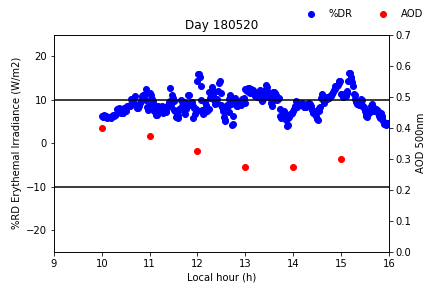 %DR AOD
Day 180520
%RD Erythemal Irradiance (W/m2)
20
10
0
−10
−20
0.7
0.6
0.5
0.4
0.3
0.2
0.1
0.0
AOD 500nm
9 10 11 12 13 14 15 16
Local hour (h)